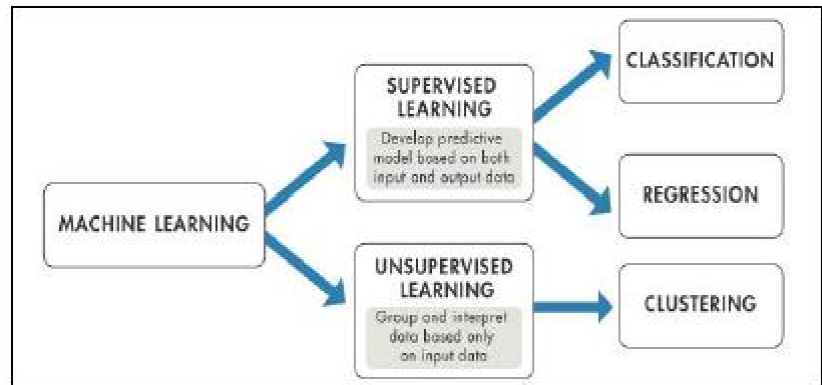 MACHINE LEARNING
SUPERVISED
LEARNING
Develop predictive
model based on both
input and output data
UNSUPERVISED
LEARNING
Group and interpret
data based only
on input data
CLASSIFICATION
REGRESSION
CLUSTERING